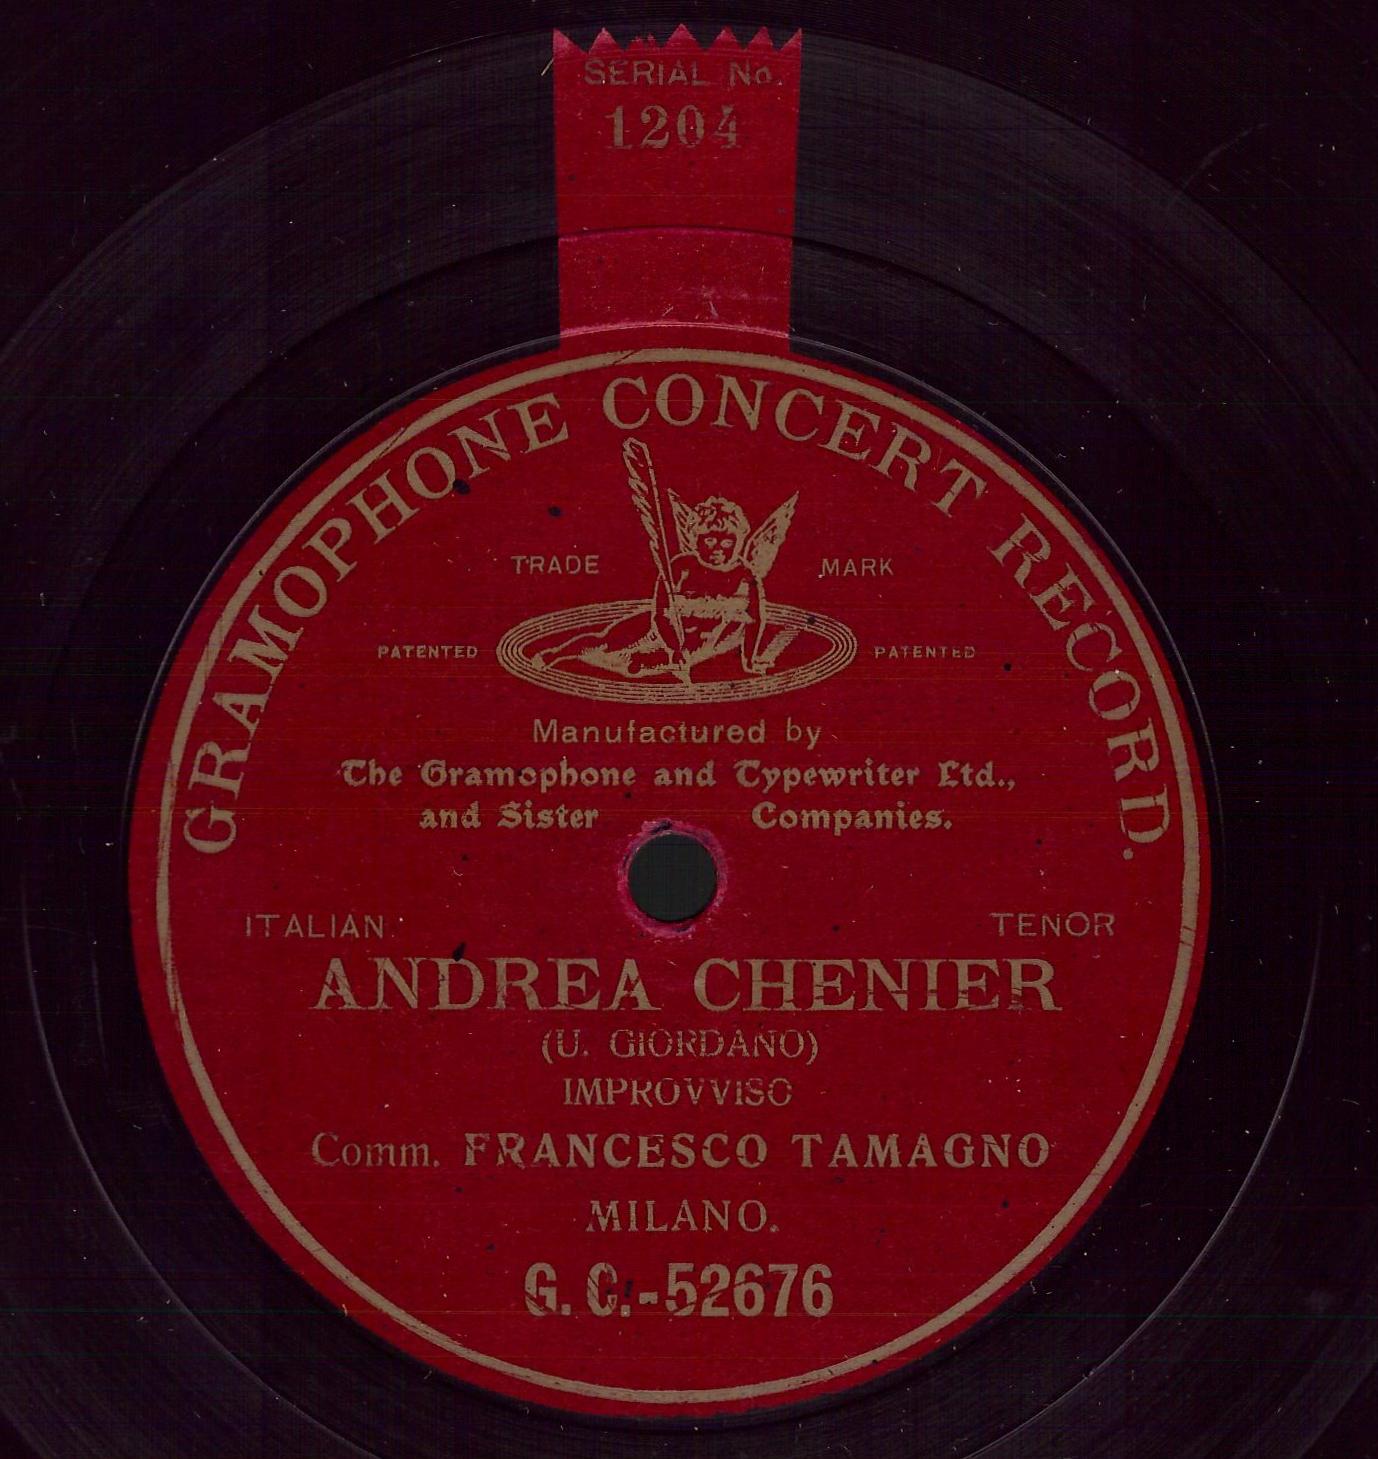 SERIAL No.
1204
GRAMOPHONE CONCERT RECORD.
TRADE MARK
PATENTED PATENTED
Manufactured by
The Gramophone and Typewriter Ltd.,
and Sister Companies.
ITALIAN TENOR
ANDREA CHENIER
(U. GIORDANO)
IMPROVVISO
Comm. FRANCESCO TAMAGNO
MILANO.
G. C.-52676